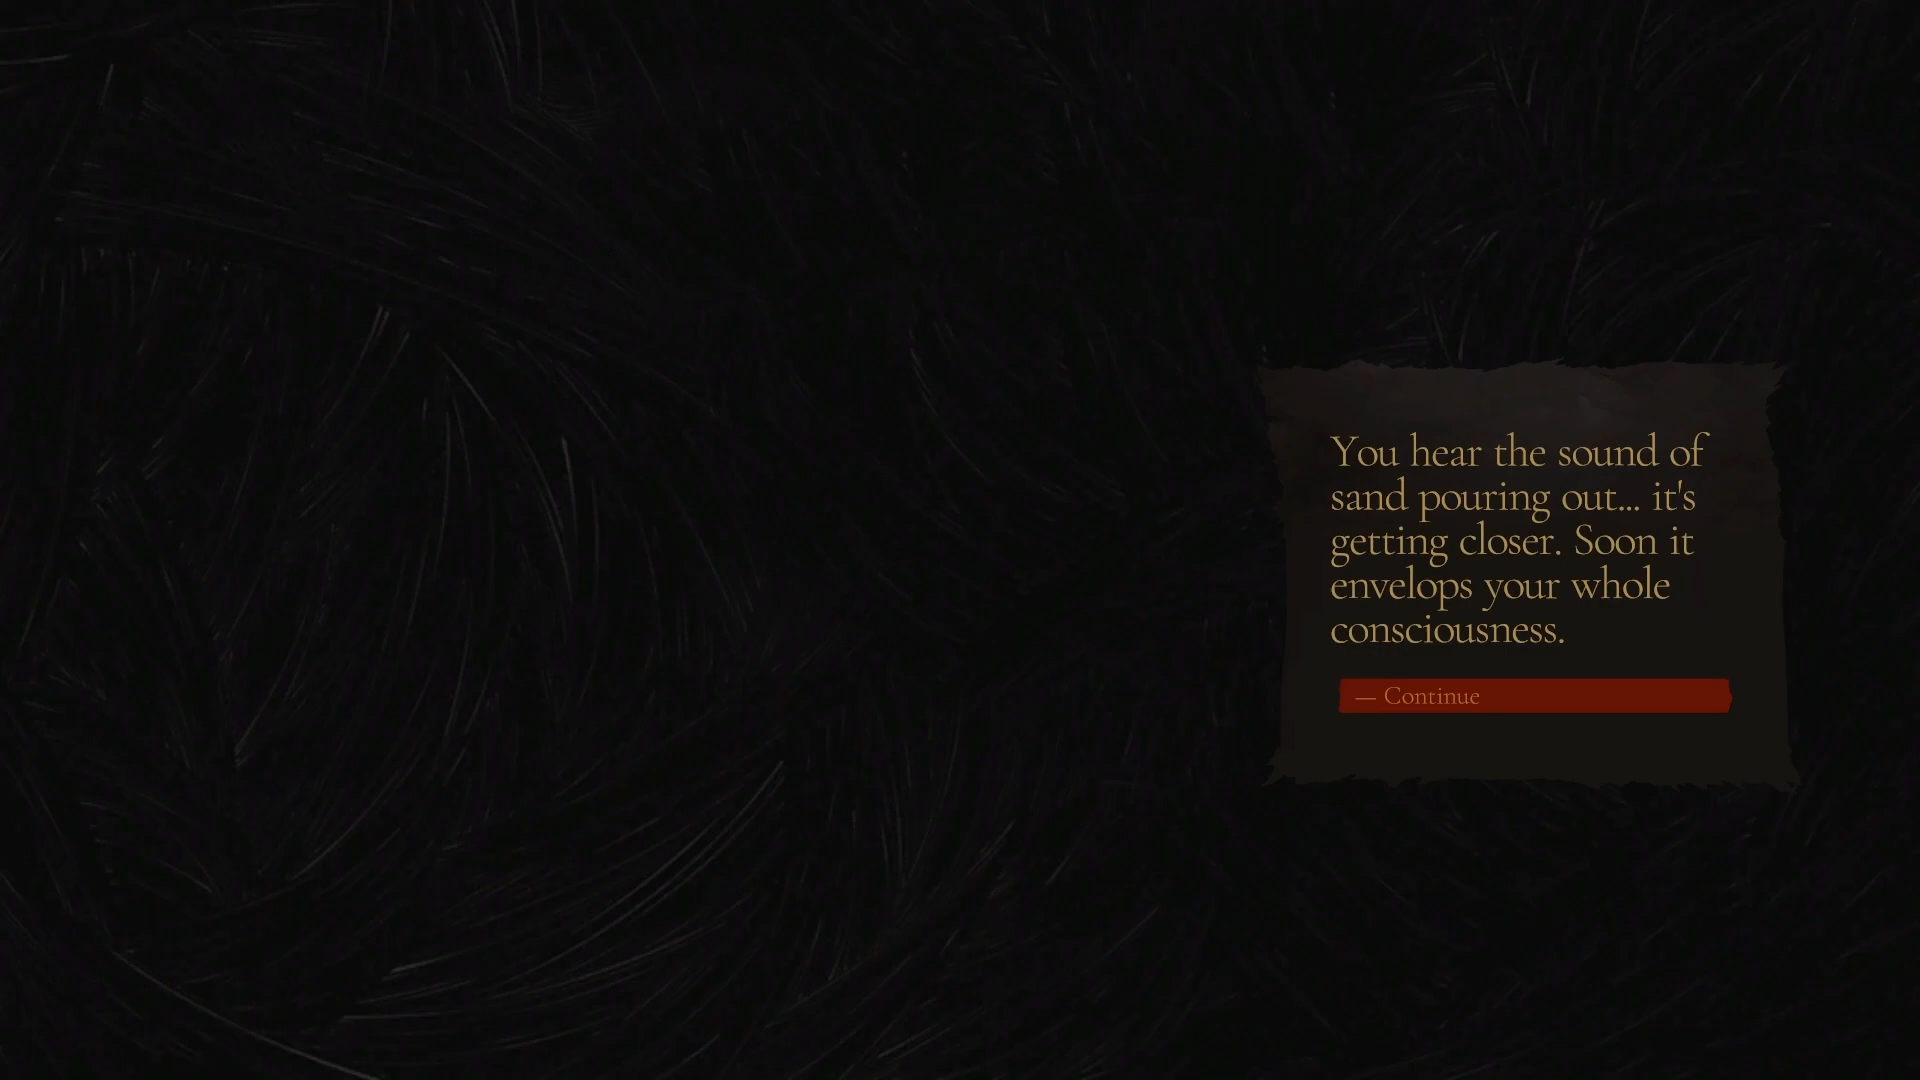 You hear the sound of
sand pouring out... it's
getting closer. Soon it
envelops your whole
consciousness.
— Continue